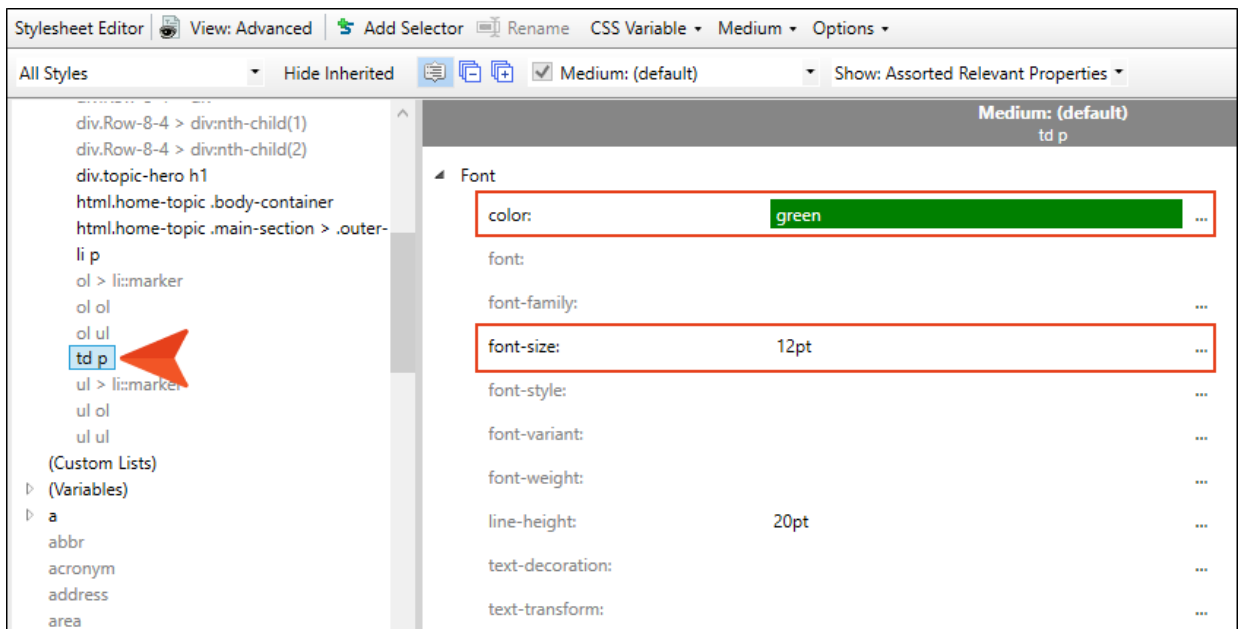 Stylesheet Editor View: Advanced Add Selector Rename CSS Variable Medium Options
All Styles Hide Inherited Medium: (default) Show: Assorted Relevant Properties
div.Row-8-4 > div:nth-child(1)
div.Row-8-4 > div:nth-child(2)
div.topic-hero h1
html.home-topic .body-container
html.home-topic .main-section > .outer-
li p
ol > li::marker
ol ol
ol ul
td p
ul > li::marker
ul ol
ul ul
(Custom Lists)
(Variables)
a
abbr
acronym
address
area
Medium: (default)
td p
Font
color: green ...
font:
font-family: ...
font-size: 12pt ...
font-style: ...
font-variant: ...
font-weight: ...
line-height: 20pt ...
text-decoration: ...
text-transform: ...